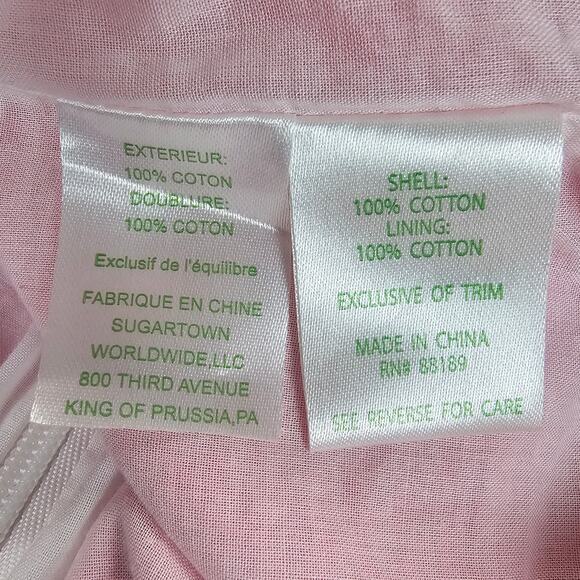 EXTERIEUR:
100% COTON
DOUBLURE:
100% COTON
Exclusif de l'équilibre
FABRIQUE EN CHINE
SUGARTOWN
WORLDWIDE,LLC
800 THIRD AVENUE
KING OF PRUSSIA,PA
SHELL:
100% COTTON
LINING:
100% COTTON
EXCLUSIVE OF TRIM
MADE IN CHINA
RN# 88189
SEE REVERSE FOR CARE